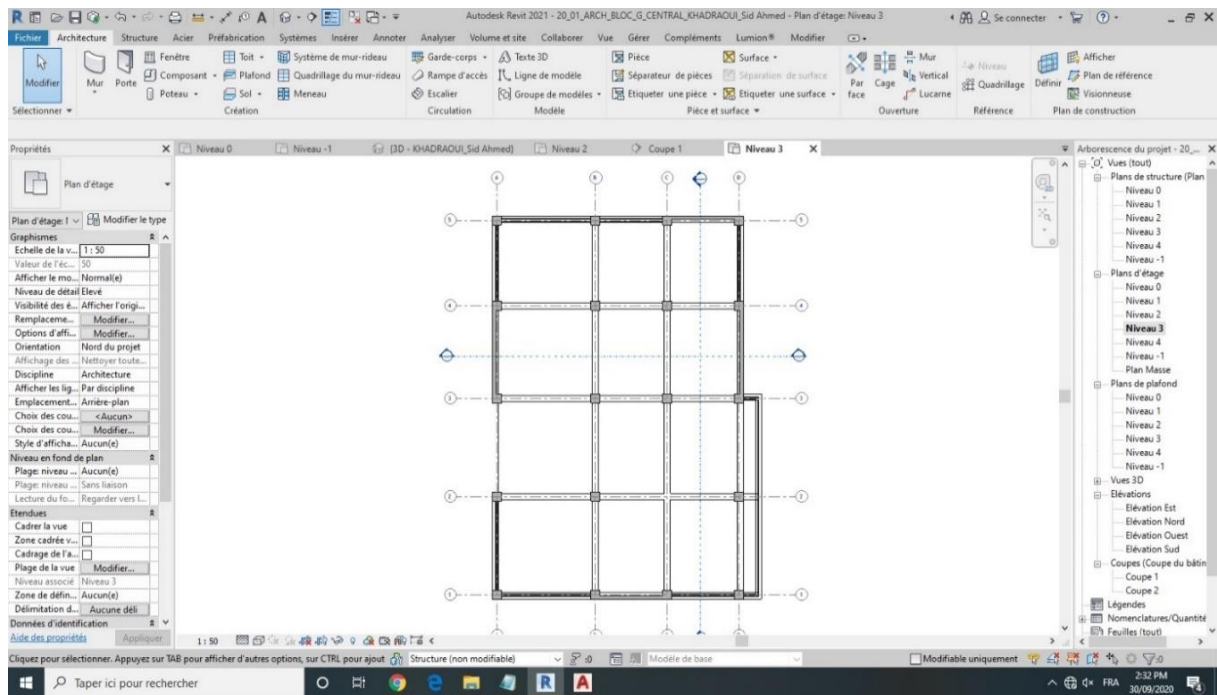 Autodesk Revit 2021 - 20_01_ARCH_BLOC_G_CENTRAL_KHADRAOUI_Sid Ahmed - Plan d'étage: Niveau 3
Se connecter
Fichier Architecture Structure Acier Préfabrication Systèmes Insérer Annoter Analyser Volume et site Collaborer Vue Gérer Compléments Lumion® Modifier
Modifier
Mur
Porte
Fenêtre
Composant
Poteau
Toit
Plafond
Sol
Système de mur-rideau
Quadrillage du mur-rideau
Meneau
Garde-corps
Rampe d'accès
Escalier
Texte 3D
Ligne de modèle
Groupe de modèles
Pièce
Séparateur de pièces
Etiqueter une pièce
Surface
Séparation de surface
Etiqueter une surface
Par face
Cage
Mur
Vertical
Lucarne
Niveau
Quadrillage
Définir
Afficher
Plan de référence
Visionneuse
Sélectionner Création Circulation Modèle Pièce et surface Ouverture Référence Plan de construction
Propriétés
Niveau 0 Niveau -1 {3D - KHADRAOUI_Sid Ahmed} Niveau 2 Coupe 1 Niveau 3
Plan d'étage
Modifier le type
Graphismes
Echelle de la v... 1 : 50
Valeur de l'éc... 50
Afficher le mo... Normal(e)
Niveau de détail Elevé
Visibilité des é... Afficher l'origi...
Remplaceme... Modifier...
Options d'affi... Modifier...
Orientation Nord du projet
Affichage des ... Nettoyer toute...
Discipline Architecture
Afficher les lig... Par discipline
Emplacement... Arrière-plan
Choix des cou... <Aucun>
Choix des cou... Modifier...
Style d'afficha... Aucun(e)
Niveau en fond de plan
Plage: niveau ... Aucun(e)
Plage: niveau ... Sans liaison
Lecture du fo... Regarder vers l...
Etendues
Cadrer la vue
Zone cadrée v...
Cadrage de l'a...
Plage de la vue Modifier...
Niveau associé Niveau 3
Zone de défin... Aucun(e)
Délimitation d... Aucune déli
Données d'identification
Aide des propriétés Appliquer
A B C D
5 5
4 4
3 3
2 2
1 1
1 : 50
Arborescence du projet - 20_...
Vues (tout)
Plans de structure (Plan
Niveau 0
Niveau 1
Niveau 2
Niveau 3
Niveau 4
Niveau -1
Plans d'étage
Niveau 0
Niveau 1
Niveau 2
Niveau 3
Niveau 4
Niveau -1
Plan Masse
Plans de plafond
Niveau 0
Niveau 1
Niveau 2
Niveau 3
Niveau 4
Niveau -1
Vues 3D
Elévations
Elévation Est
Elévation Nord
Elévation Ouest
Elévation Sud
Coupes (Coupe du bâtin
Coupe 1
Coupe 2
Légendes
Nomenclatures/Quantité
Feuilles (tout)
Cliquez pour sélectionner. Appuyez sur TAB pour afficher d'autres options, sur CTRL pour ajout Structure (non modifiable) :0 Modèle de base Modifiable uniquement :0
Taper ici pour rechercher
FRA
2:32 PM
30/09/2020